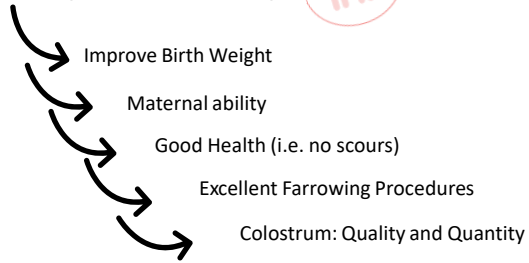 Improve Birth Weight
Maternal ability
Good Health (i.e. no scours)
Excellent Farrowing Procedures
Colostrum: Quality and Quantity